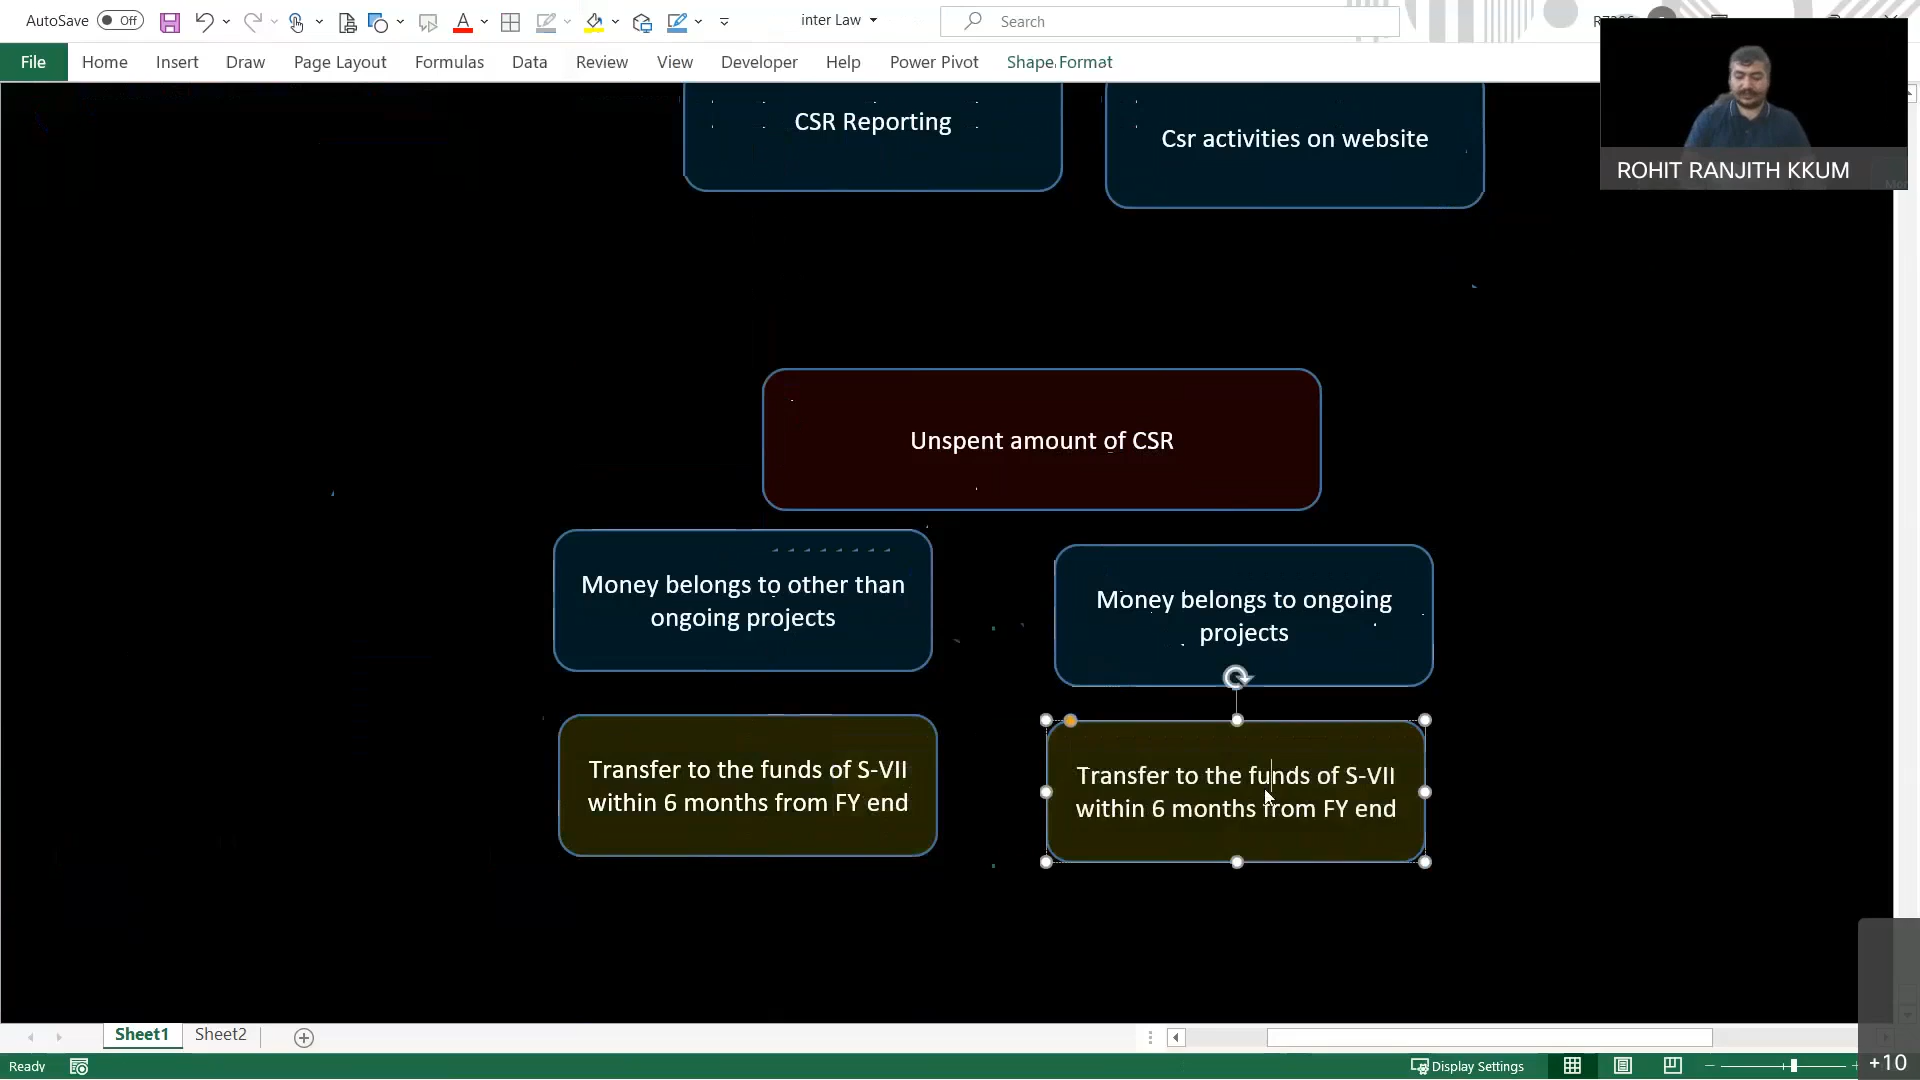 AutoSave Off
inter Law
Search
File Home Insert Draw Page Layout Formulas Data Review View Developer Help Power Pivot Shape Format
ROHIT RANJITH KKUM
CSR Reporting
Csr activities on website
Unspent amount of CSR
Money belongs to other than
ongoing projects
Money belongs to ongoing
projects
Transfer to the funds of S-VII
within 6 months from FY end
Transfer to the funds of S-VII
within 6 months from FY end
Sheet1 Sheet2
Ready
Display Settings
+10